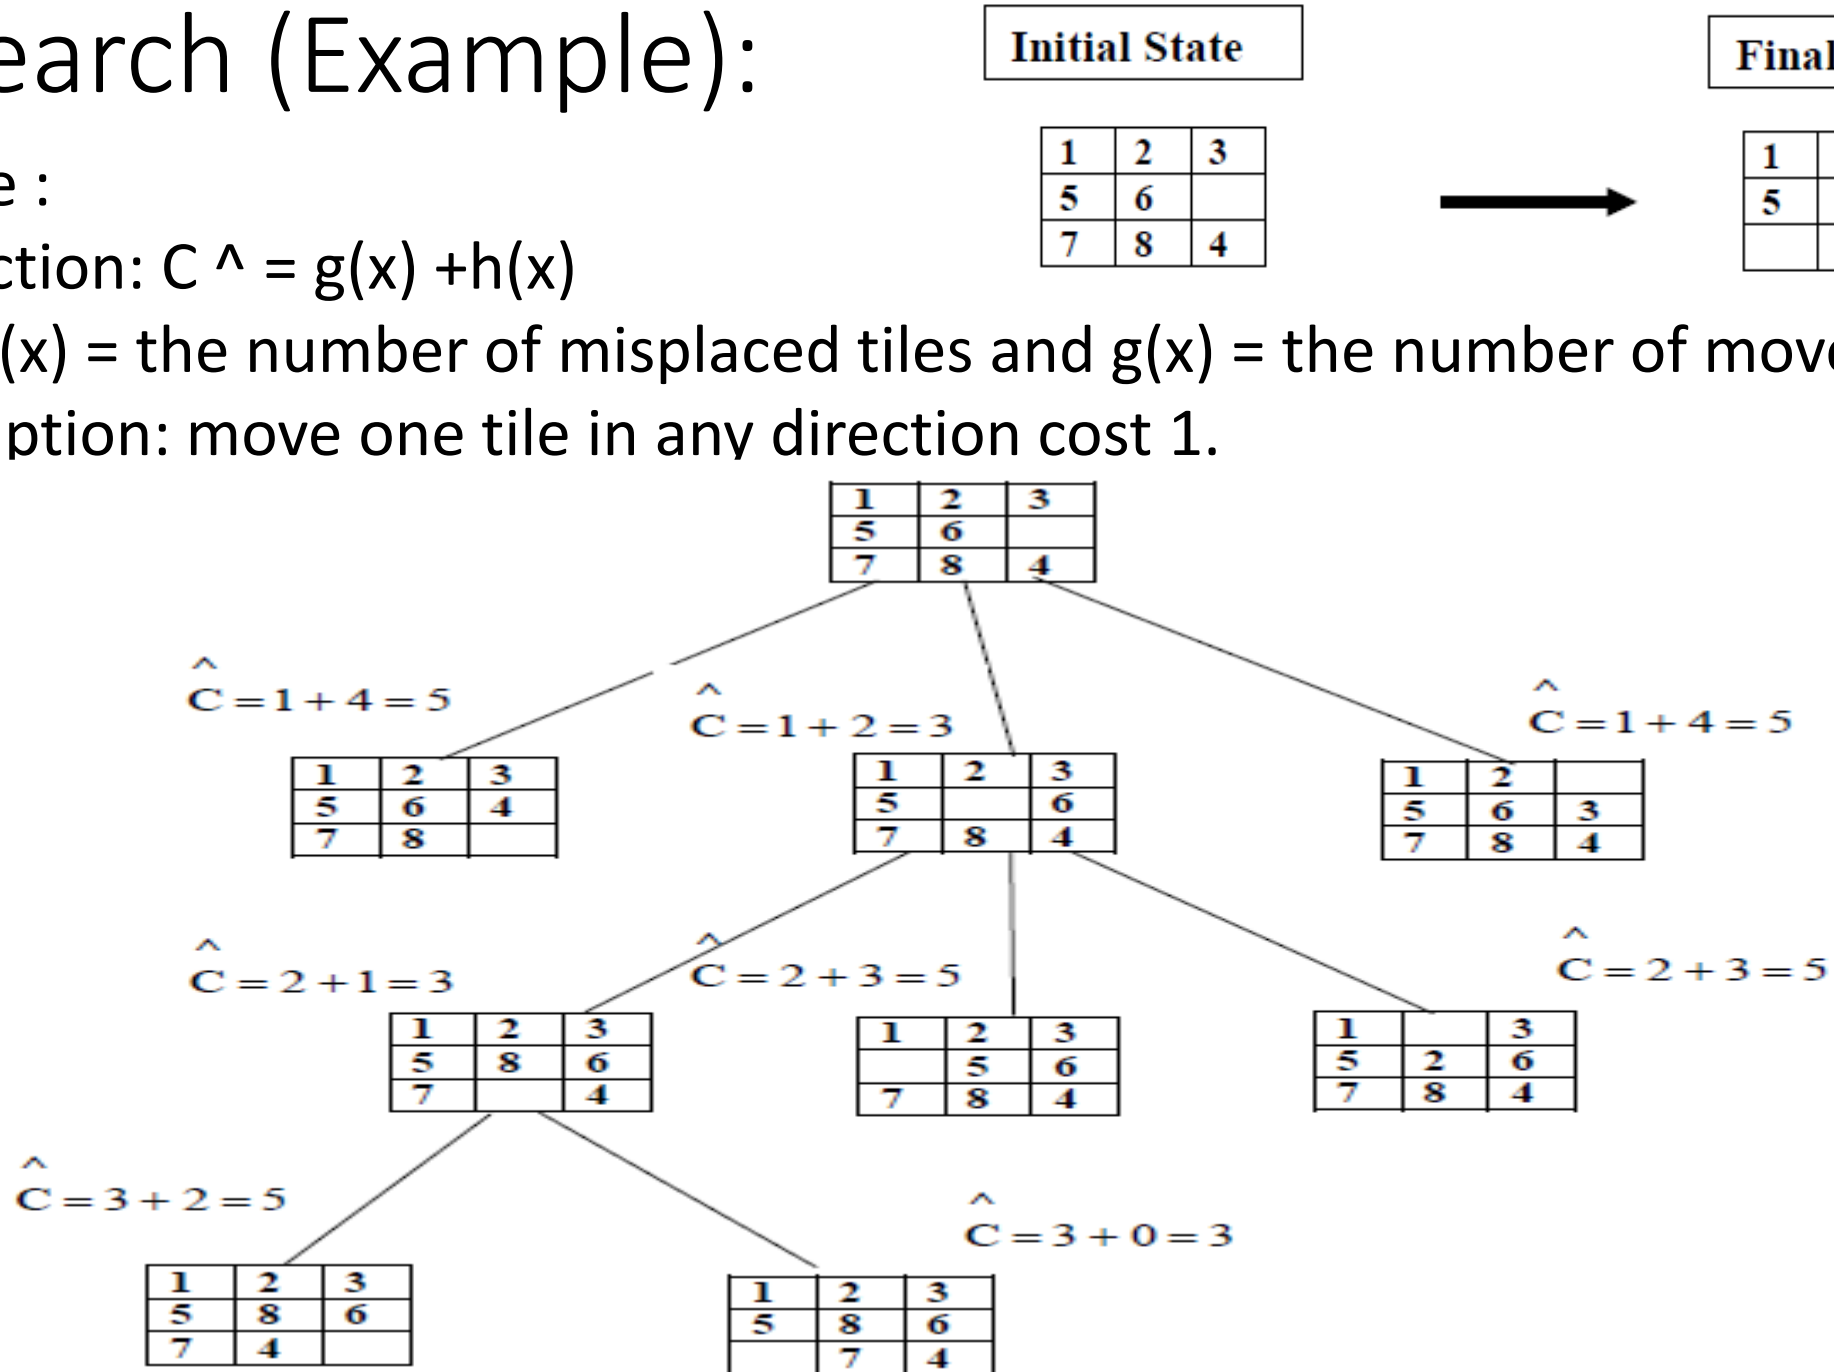 earch (Example):
Initial State
Final
1 2 3
5 6
7 8 4
1
5
e :
ction: C ^ = g(x) +h(x)
(x) = the number of misplaced tiles and g(x) = the number of move
ption: move one tile in any direction cost 1.
1 2 3
5 6
7 8 4
Ĉ = 1 + 4 = 5
Ĉ = 1 + 2 = 3
Ĉ = 1 + 4 = 5
1 2 3
5 6 4
7 8
1 2 3
5 6
7 8 4
1 2
5 6 3
7 8 4
Ĉ = 2 + 1 = 3
Ĉ = 2 + 3 = 5
Ĉ = 2 + 3 = 5
1 2 3
5 8 6
7 4
1 2 3
5 6
7 8 4
1 3
5 2 6
7 8 4
Ĉ = 3 + 2 = 5
Ĉ = 3 + 0 = 3
1 2 3
5 8 6
7 4
1 2 3
5 8 6
7 4